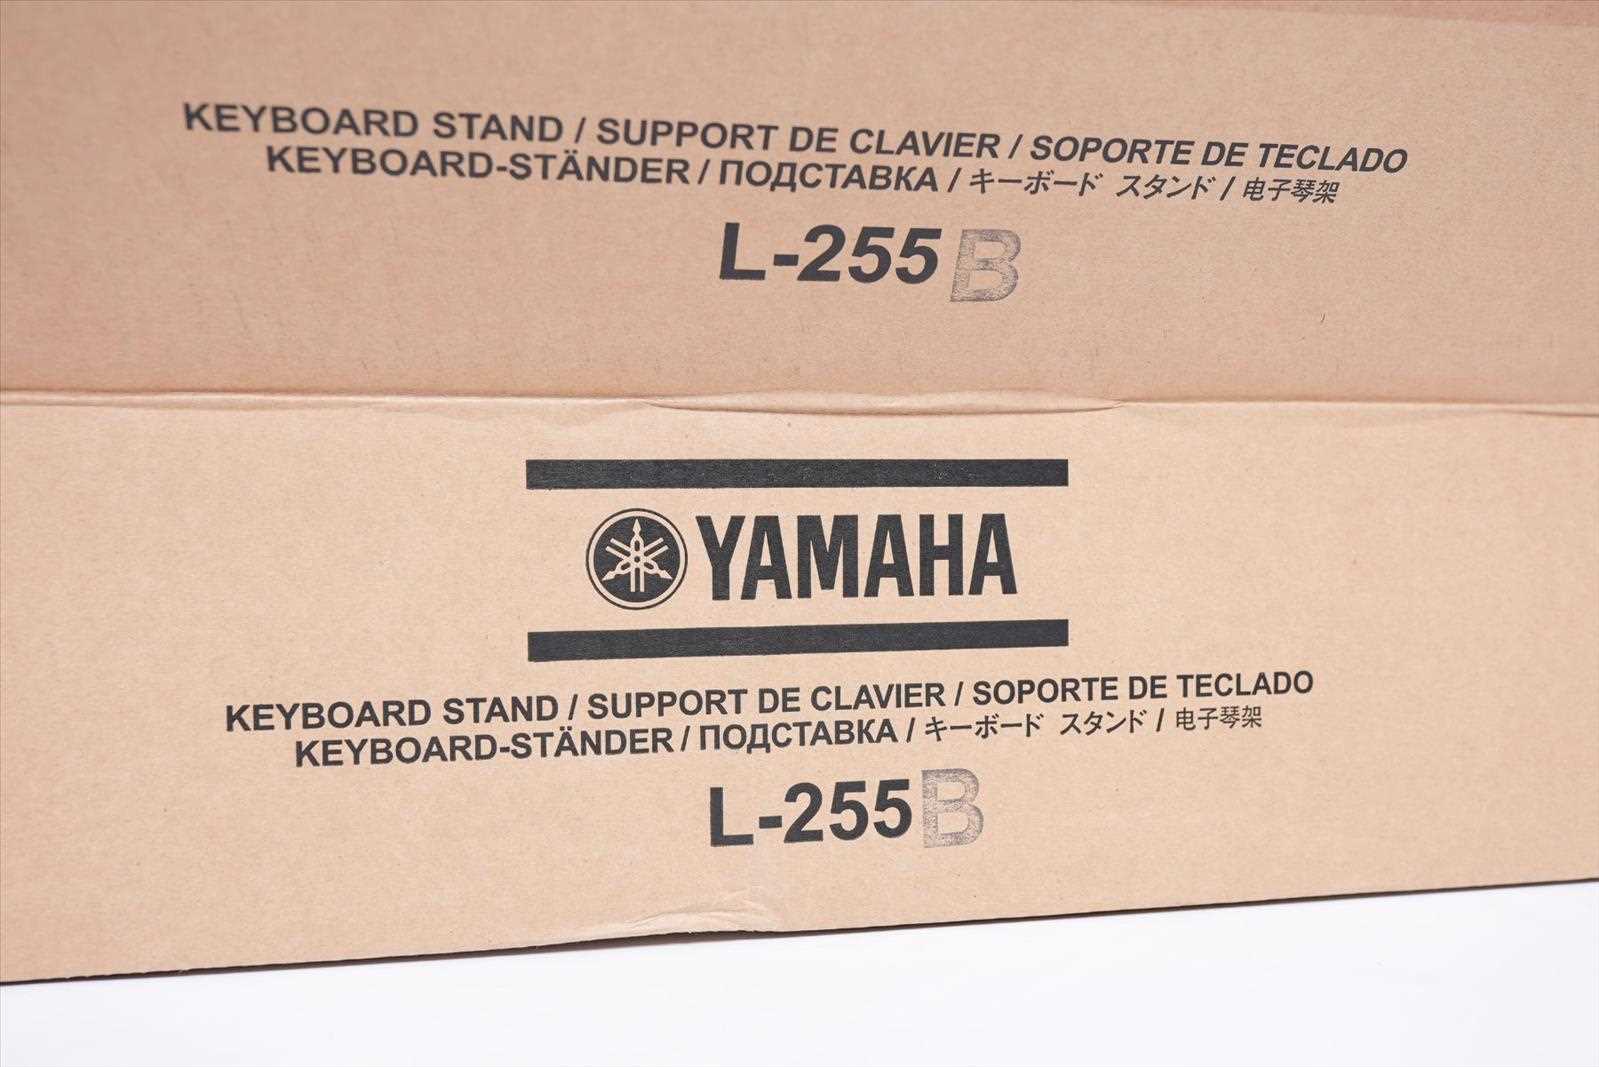 KEYBOARD STAND / SUPPORT DE CLAVIER / SOPORTE DE TECLADO
KEYBOARD-STÄNDER / ПОДСТАВКА / キーボード スタンド / 电子琴架
L-255B
YAMAHA
KEYBOARD STAND / SUPPORT DE CLAVIER / SOPORTE DE TECLADO
KEYBOARD-STÄNDER / ПОДСТАВКА / キーボード スタンド / 电子琴架
L-255B